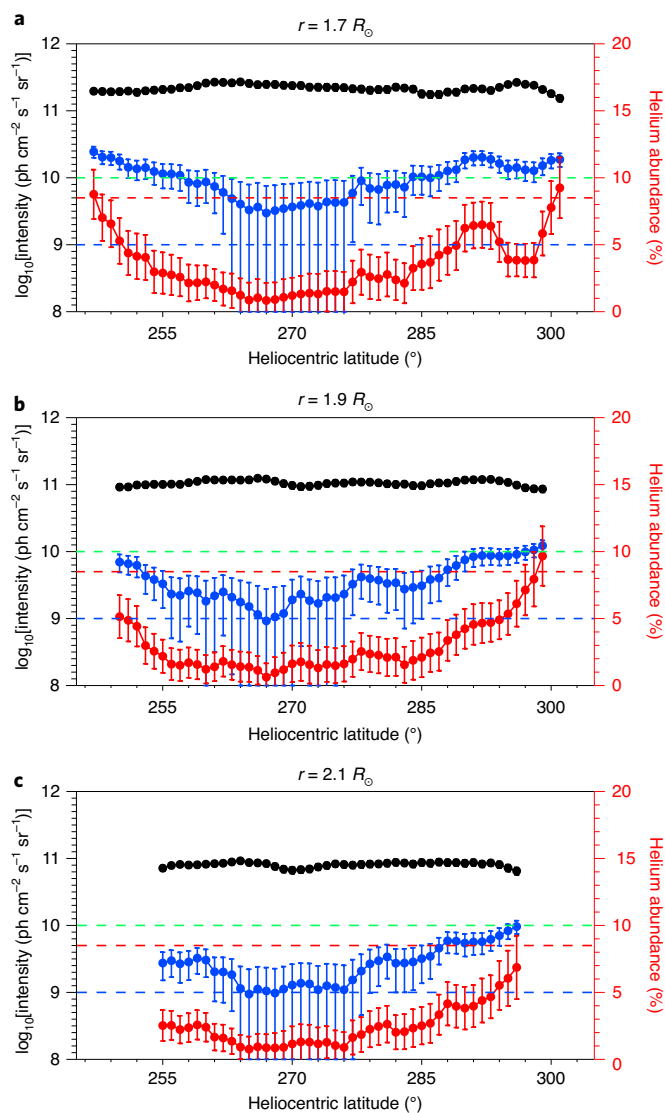 a
r = 1.7 R☉
12
11
10
9
8
log₁₀[intensity (ph cm⁻² s⁻¹ sr⁻¹)]
20
15
10
5
0
Helium abundance (%)
255
270
285
300
Heliocentric latitude (°)
b
r = 1.9 R☉
12
11
10
9
8
log₁₀[intensity (ph cm⁻² s⁻¹ sr⁻¹)]
20
15
10
5
0
Helium abundance (%)
255
270
285
300
Heliocentric latitude (°)
c
r = 2.1 R☉
12
11
10
9
8
log₁₀[intensity (ph cm⁻² s⁻¹ sr⁻¹)]
20
15
10
5
0
Helium abundance (%)
255
270
285
300
Heliocentric latitude (°)